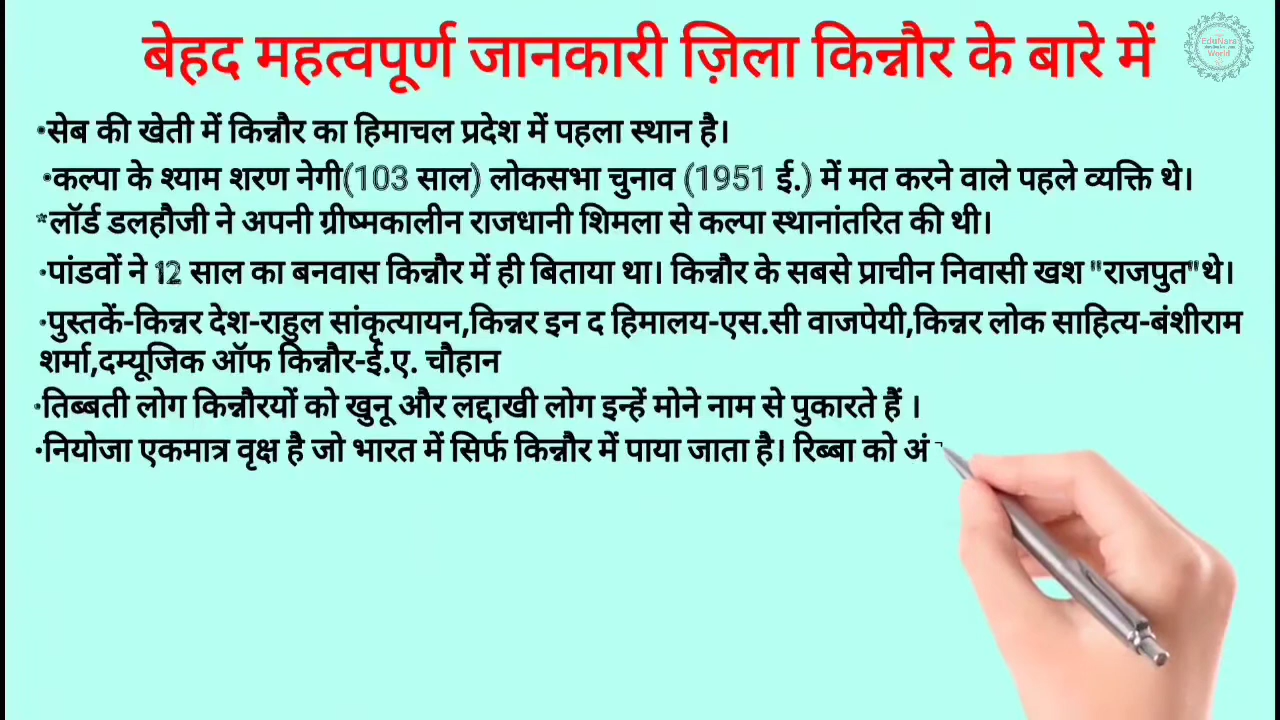 बेहद महत्वपूर्ण जानकारी ज़िला किन्नौर के बारे में
EduNara
World
•सेब की खेती में किन्नौर का हिमाचल प्रदेश में पहला स्थान है।
•कल्पा के श्याम शरण नेगी(103 साल) लोकसभा चुनाव (1951 ई.) में मत करने वाले पहले व्यक्ति थे।
*लॉर्ड डलहौजी ने अपनी ग्रीष्मकालीन राजधानी शिमला से कल्पा स्थानांतरित की थी।
•पांडवों ने 12 साल का बनवास किन्नौर में ही बिताया था। किन्नौर के सबसे प्राचीन निवासी खश "राजपुत"थे।
•पुस्तकें-किन्नर देश-राहुल सांकृत्यायन,किन्नर इन द हिमालय-एस.सी वाजपेयी,किन्नर लोक साहित्य-बंशीराम
शर्मा,दम्यूजिक ऑफ किन्नौर-ई.ए. चौहान
•तिब्बती लोग किन्नौरयों को खुनू और लद्दाखी लोग इन्हें मोने नाम से पुकारते हैं ।
•नियोजा एकमात्र वृक्ष है जो भारत में सिर्फ किन्नौर में पाया जाता है। रिब्बा को अं